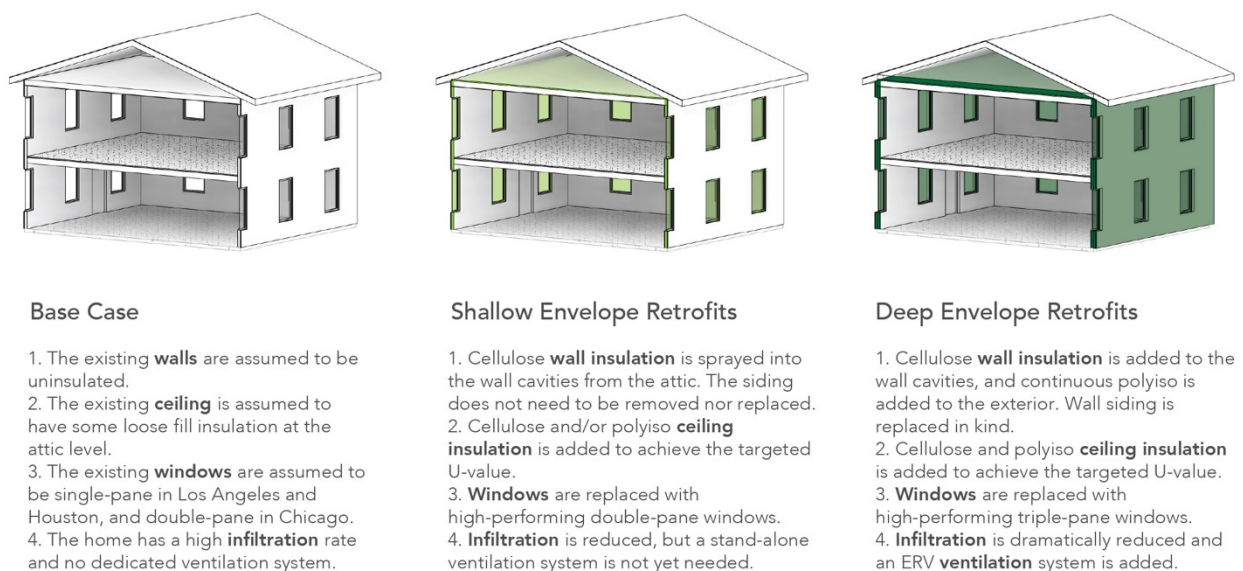 Base Case
1. The existing walls are assumed to be
uninsulated.
2. The existing ceiling is assumed to
have some loose fill insulation at the
attic level.
3. The existing windows are assumed to
be single-pane in Los Angeles and
Houston, and double-pane in Chicago.
4. The home has a high infiltration rate
and no dedicated ventilation system.
Shallow Envelope Retrofits
1. Cellulose wall insulation is sprayed into
the wall cavities from the attic. The siding
does not need to be removed nor replaced.
2. Cellulose and/or polyiso ceiling
insulation is added to achieve the targeted
U-value.
3. Windows are replaced with
high-performing double-pane windows.
4. Infiltration is reduced, but a stand-alone
ventilation system is not yet needed.
Deep Envelope Retrofits
1. Cellulose wall insulation is added to the
wall cavities, and continuous polyiso is
added to the exterior. Wall siding is
replaced in kind.
2. Cellulose and polyiso ceiling insulation
is added to achieve the targeted U-value.
3. Windows are replaced with
high-performing triple-pane windows.
4. Infiltration is dramatically reduced and
an ERV ventilation system is added.